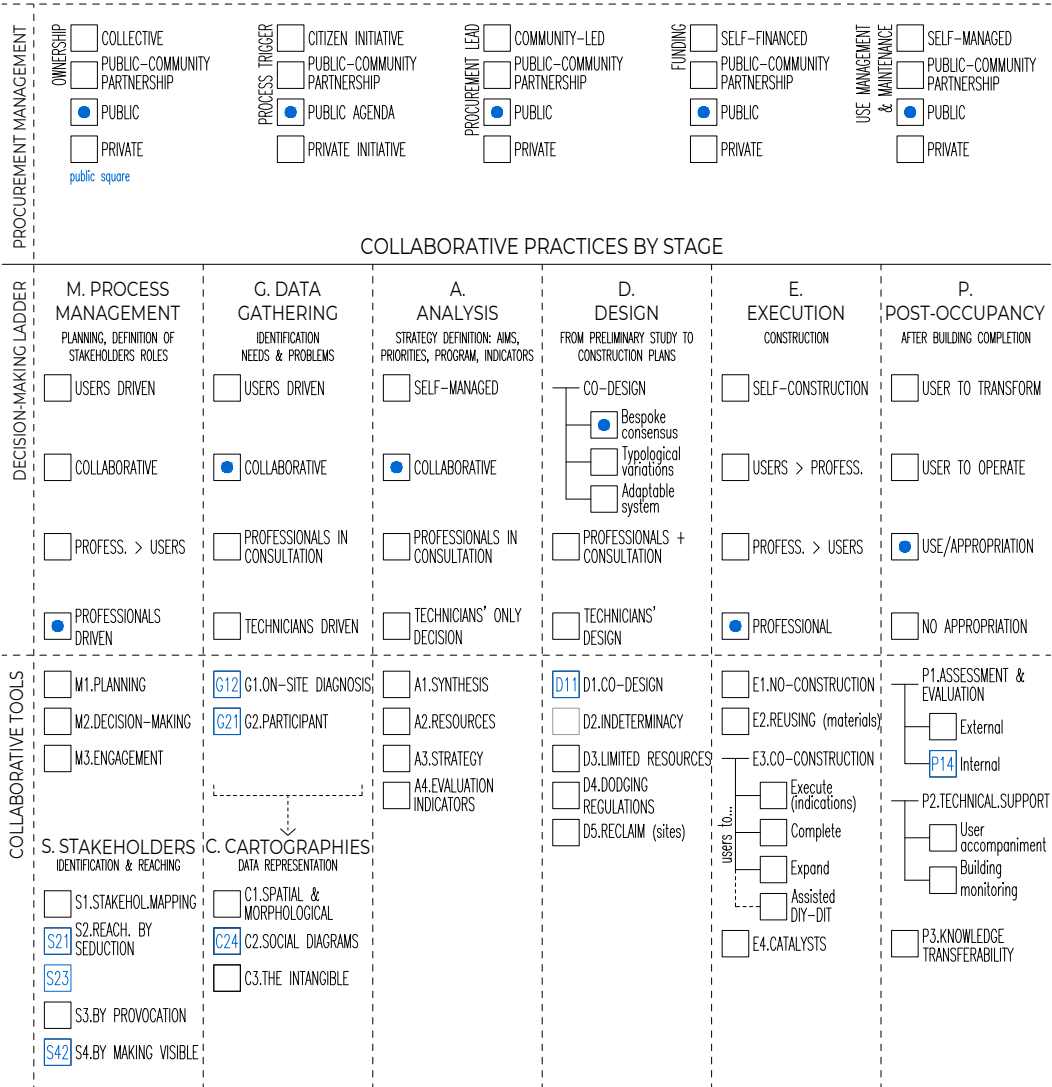 PROCUREMENT MANAGEMENT
OWNERSHIP
COLLECTIVE
PUBLIC-COMMUNITY
PARTNERSHIP
PUBLIC
PRIVATE
public square
PROCESS TRIGGER
CITIZEN INITIATIVE
PUBLIC-COMMUNITY
PARTNERSHIP
PUBLIC AGENDA
PRIVATE INITIATIVE
PROCUREMENT LEAD
COMMUNITY-LED
PUBLIC-COMMUNITY
PARTNERSHIP
PUBLIC
PRIVATE
FUNDING
SELF-FINANCED
PUBLIC-COMMUNITY
PARTNERSHIP
PUBLIC
PRIVATE
USE MANAGEMENT
& MAINTENANCE
SELF-MANAGED
PUBLIC-COMMUNITY
PARTNERSHIP
PUBLIC
PRIVATE
COLLABORATIVE PRACTICES BY STAGE
DECISION-MAKING LADDER
M. PROCESS
MANAGEMENT
PLANNING, DEFINITION OF
STAKEHOLDERS ROLES
USERS DRIVEN
COLLABORATIVE
PROFESS. > USERS
PROFESSIONALS
DRIVEN
G. DATA
GATHERING
IDENTIFICATION
NEEDS & PROBLEMS
USERS DRIVEN
COLLABORATIVE
PROFESSIONALS IN
CONSULTATION
TECHNICIANS DRIVEN
A.
ANALYSIS
STRATEGY DEFINITION: AIMS,
PRIORITIES, PROGRAM, INDICATORS
SELF-MANAGED
COLLABORATIVE
PROFESSIONALS IN
CONSULTATION
TECHNICIANS' ONLY
DECISION
D.
DESIGN
FROM PRELIMINARY STUDY TO
CONSTRUCTION PLANS
CO-DESIGN
Bespoke
consensus
Typological
variations
Adaptable
system
PROFESSIONALS +
CONSULTATION
TECHNICIANS'
DESIGN
E.
EXECUTION
CONSTRUCTION
SELF-CONSTRUCTION
USERS > PROFESS.
PROFESS. > USERS
PROFESSIONAL
P.
POST-OCCUPANCY
AFTER BUILDING COMPLETION
USER TO TRANSFORM
USER TO OPERATE
USE/APPROPRIATION
NO APPROPRIATION
COLLABORATIVE TOOLS
M1.PLANNING
M2.DECISION-MAKING
M3.ENGAGEMENT
S. STAKEHOLDERS
IDENTIFICATION & REACHING
S1.STAKEHOL.MAPPING
S21 S2.REACH. BY
SEDUCTION
S23
S3.BY PROVOCATION
S42 S4.BY MAKING VISIBLE
G12 G1.ON-SITE DIAGNOSIS
G21 G2.PARTICIPANT
C. CARTOGRAPHIES
DATA REPRESENTATION
C1.SPATIAL &
MORPHOLOGICAL
C24 C2.SOCIAL DIAGRAMS
C3.THE INTANGIBLE
A1.SYNTHESIS
A2.RESOURCES
A3.STRATEGY
A4.EVALUATION
INDICATORS
D11 D1.CO-DESIGN
D2.INDETERMINACY
D3.LIMITED RESOURCES
D4.DODGING
REGULATIONS
D5.RECLAIM (sites)
E1.NO-CONSTRUCTION
E2.REUSING (materials)
E3.CO-CONSTRUCTION
users to...
Execute
(indications)
Complete
Expand
Assisted
DIY-DIT
E4.CATALYSTS
P1.ASSESSMENT &
EVALUATION
External
P14 Internal
P2.TECHNICAL.SUPPORT
User
accompaniment
Building
monitoring
P3.KNOWLEDGE
TRANSFERABILITY